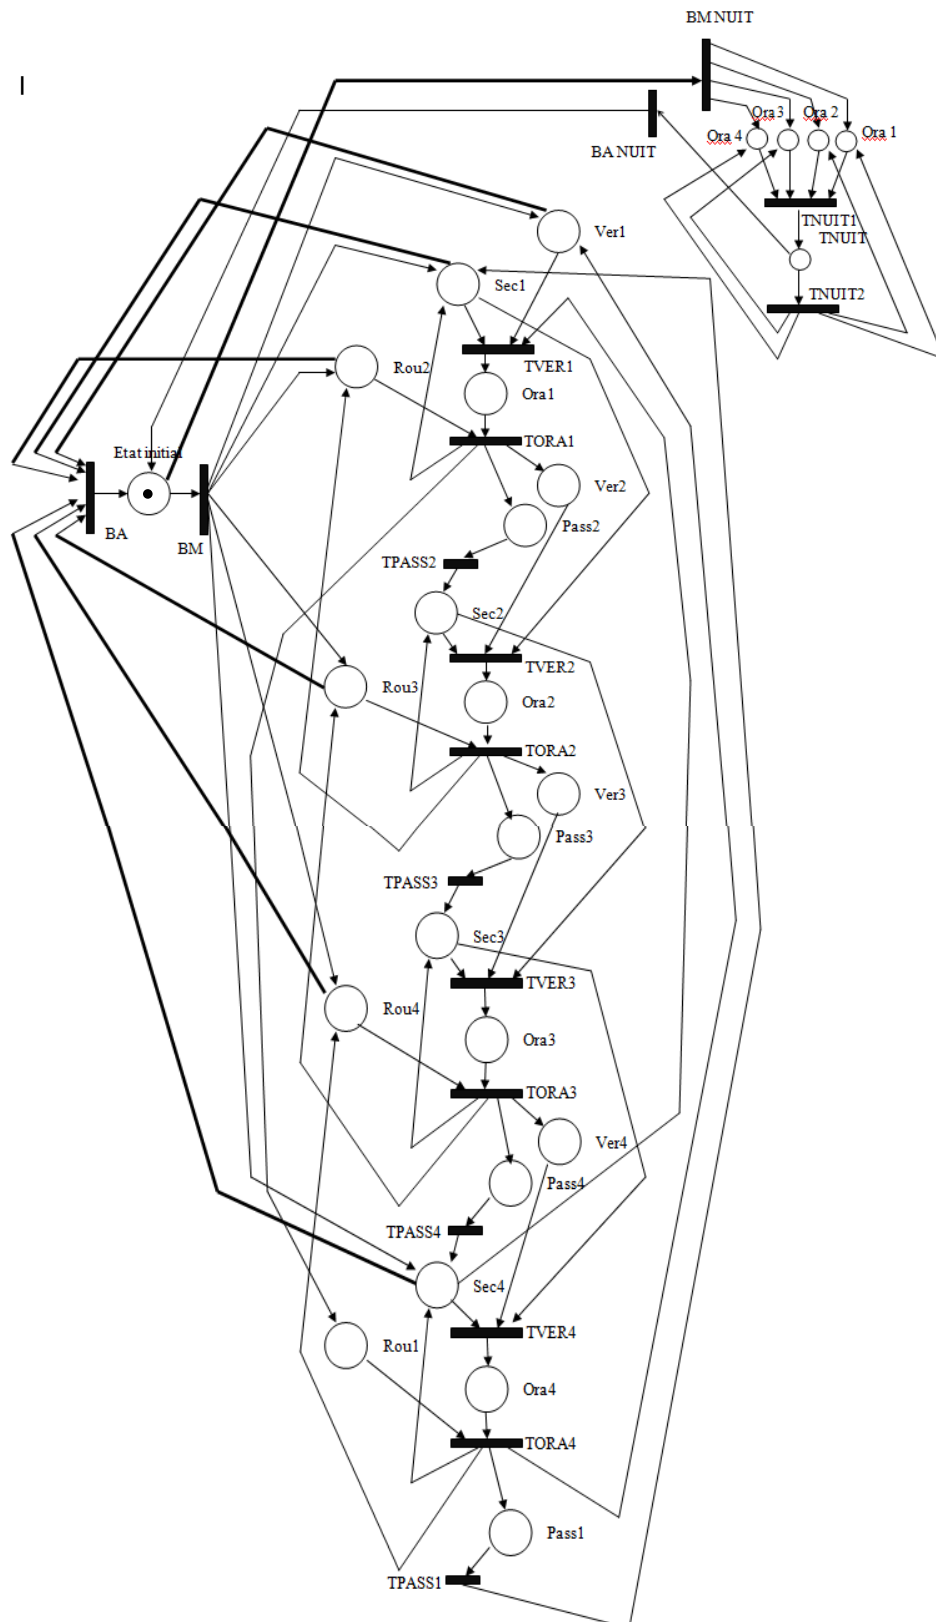 BM NUIT
Ora 3
Ora 2
Ora 4
Ora 1
BA NUIT
TNUIT1
TNUIT
Ver1
Sec1
TNUIT2
Rou2
TVER1
Ora1
TORA1
Etat initial
Ver2
Pass2
BA
BM
TPASS2
Sec2
TVER2
Rou3
Ora2
TORA2
Ver3
Pass3
TPASS3
Sec3
TVER3
Rou4
Ora3
TORA3
Ver4
Pass4
TPASS4
Sec4
TVER4
Rou1
Ora4
TORA4
Pass1
TPASS1